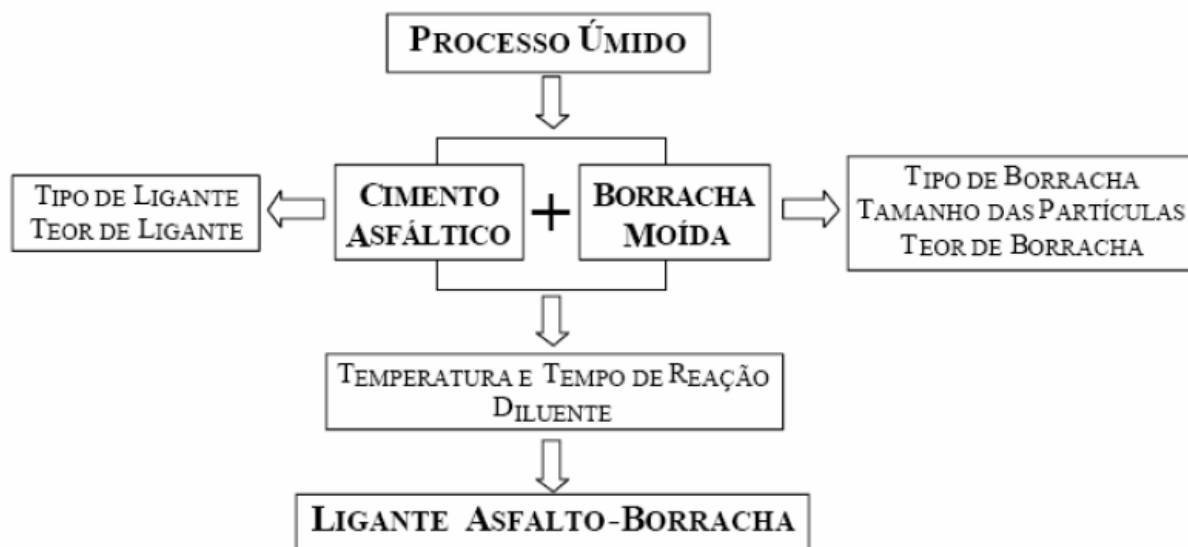 PROCESSO ÚMIDO
TIPO DE LIGANTE
TEOR DE LIGANTE
CIMENTO
ASFÁLTICO
+
BORRACHA
MOÍDA
TIPO DE BORRACHA
TAMANHO DAS PARTÍCULAS
TEOR DE BORRACHA
TEMPERATURA E TEMPO DE REAÇÃO
DILUENTE
LIGANTE ASFALTO-BORRACHA